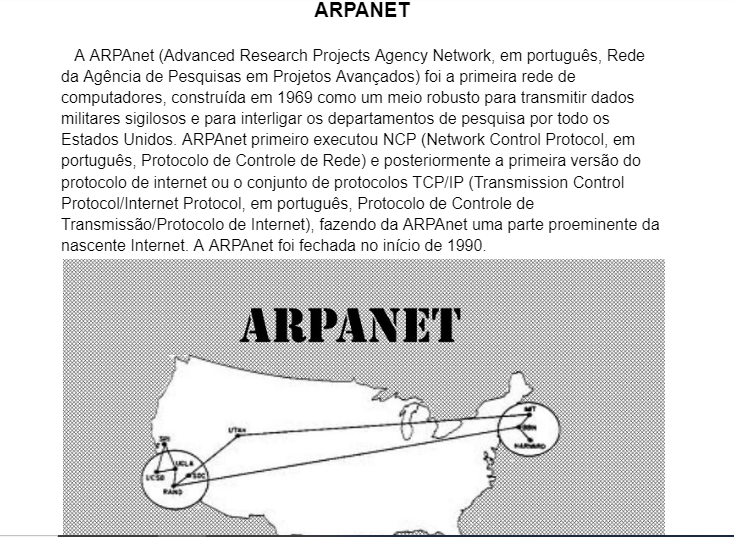 ARPANET
A ARPAnet (Advanced Research Projects Agency Network, em português, Rede
da Agência de Pesquisas em Projetos Avançados) foi a primeira rede de
computadores, construída em 1969 como um meio robusto para transmitir dados
militares sigilosos e para interligar os departamentos de pesquisa por todo os
Estados Unidos. ARPAnet primeiro executou NCP (Network Control Protocol, em
português, Protocolo de Controle de Rede) e posteriormente a primeira versão do
protocolo de internet ou o conjunto de protocolos TCP/IP (Transmission Control
Protocol/Internet Protocol, em português, Protocolo de Controle de
Transmissão/Protocolo de Internet), fazendo da ARPAnet uma parte proeminente da
nascente Internet. A ARPAnet foi fechada no início de 1990.
ARPANET
MIT
UTAH
BBN
SRI
HARVARD
UCLA
UCSB
SDC
RAND